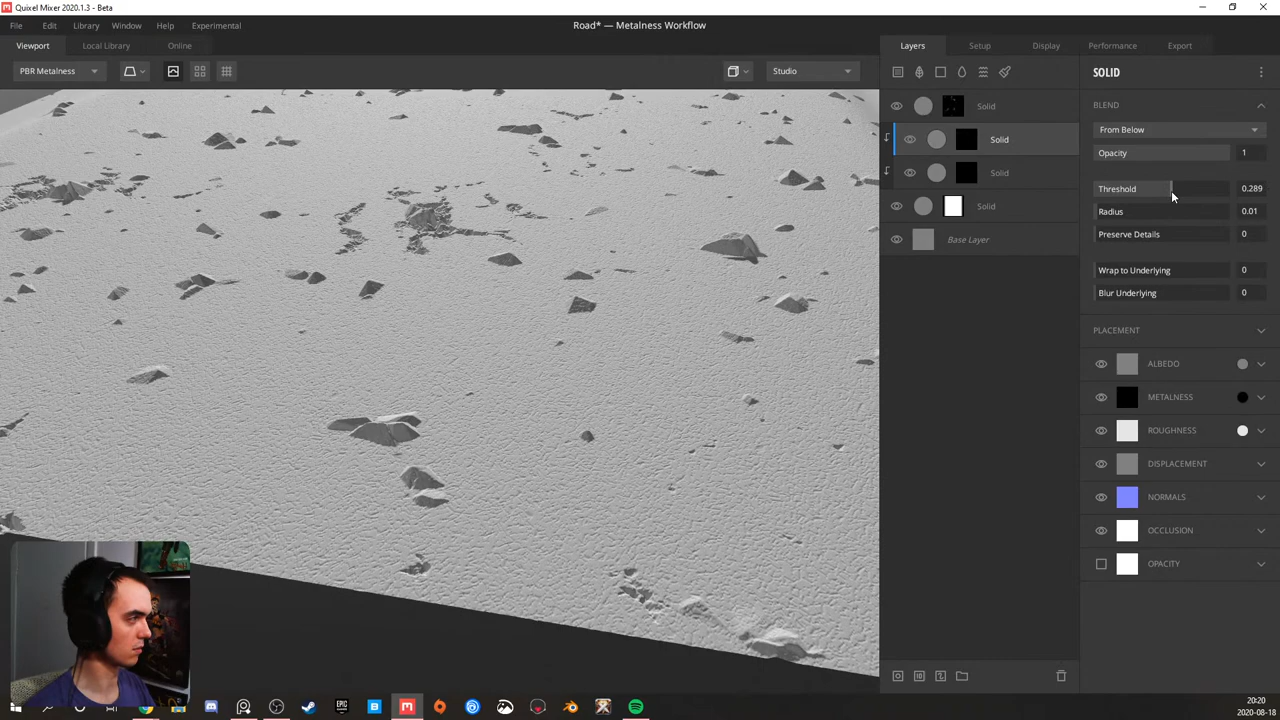 Quixel Mixer 2020.1.3 - Beta
File Edit Library Window Help Experimental
Road* — Metalness Workflow
Viewport Local Library Online
Layers Setup Display Performance Export
PBR Metalness
Studio
SOLID
BLEND
From Below
Opacity 1
Threshold 0.289
Radius 0.01
Preserve Details 0
Wrap to Underlying 0
Blur Underlying 0
PLACEMENT
ALBEDO
METALNESS
ROUGHNESS
DISPLACEMENT
NORMALS
OCCLUSION
OPACITY
Solid
Solid
Solid
Solid
Base Layer
EPIC
20:20
2020-08-18